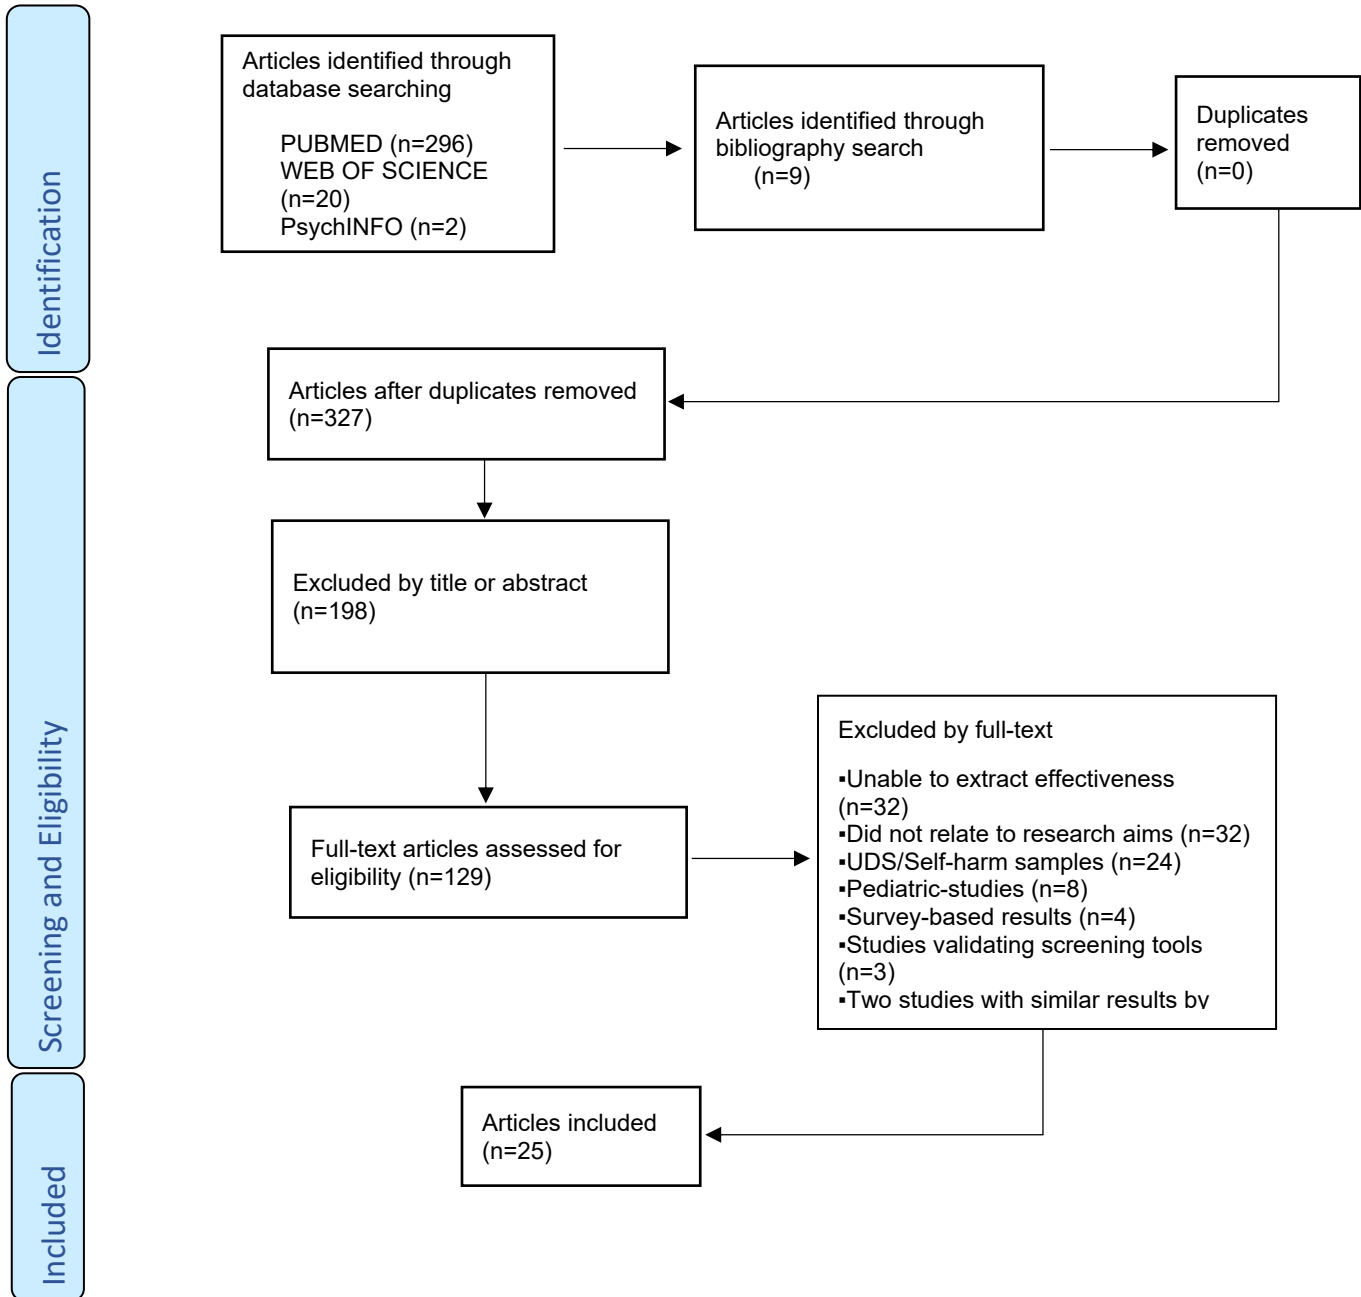 Identification
Articles identified through
database searching
PUBMED (n=296)
WEB OF SCIENCE
(n=20)
PsychINFO (n=2)
Articles identified through
bibliography search
(n=9)
Duplicates
removed
(n=0)
Screening and Eligibility
Articles after duplicates removed
(n=327)
Excluded by title or abstract
(n=198)
Full-text articles assessed for
eligibility (n=129)
Excluded by full-text
▪Unable to extract effectiveness
(n=32)
▪Did not relate to research aims (n=32)
▪UDS/Self-harm samples (n=24)
▪Pediatric-studies (n=8)
▪Survey-based results (n=4)
▪Studies validating screening tools
(n=3)
▪Two studies with similar results by
Included
Articles included
(n=25)